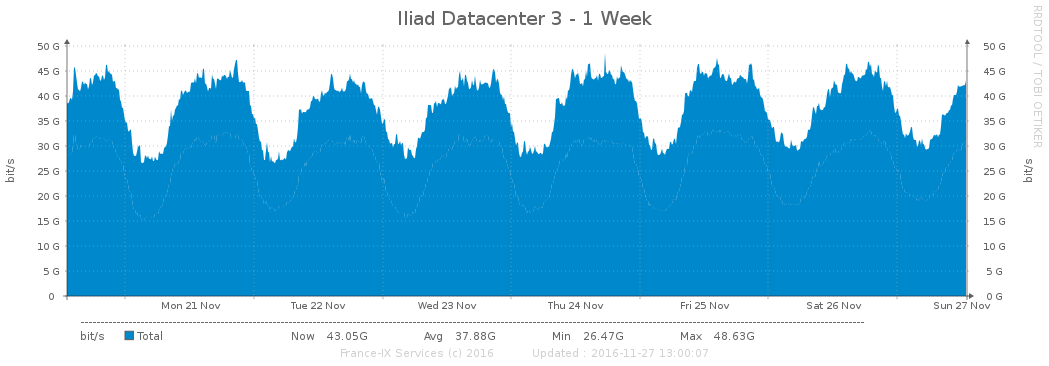 Iliad Datacenter 3 - 1 Week
RRDTOOL / TOBI OETIKER
50 G 50 G
45 G 45 G
40 G 40 G
35 G 35 G
30 G 30 G
25 G 25 G
20 G 20 G
15 G 15 G
10 G 10 G
5 G 5 G
0 0 G
bit/s bit/s
Mon 21 Nov Tue 22 Nov Wed 23 Nov Thu 24 Nov Fri 25 Nov Sat 26 Nov Sun 27 Nov
bit/s Total Now 43.05G Avg 37.88G Min 26.47G Max 48.63G
France-IX Services (c) 2016 Updated : 2016-11-27 13:00:07